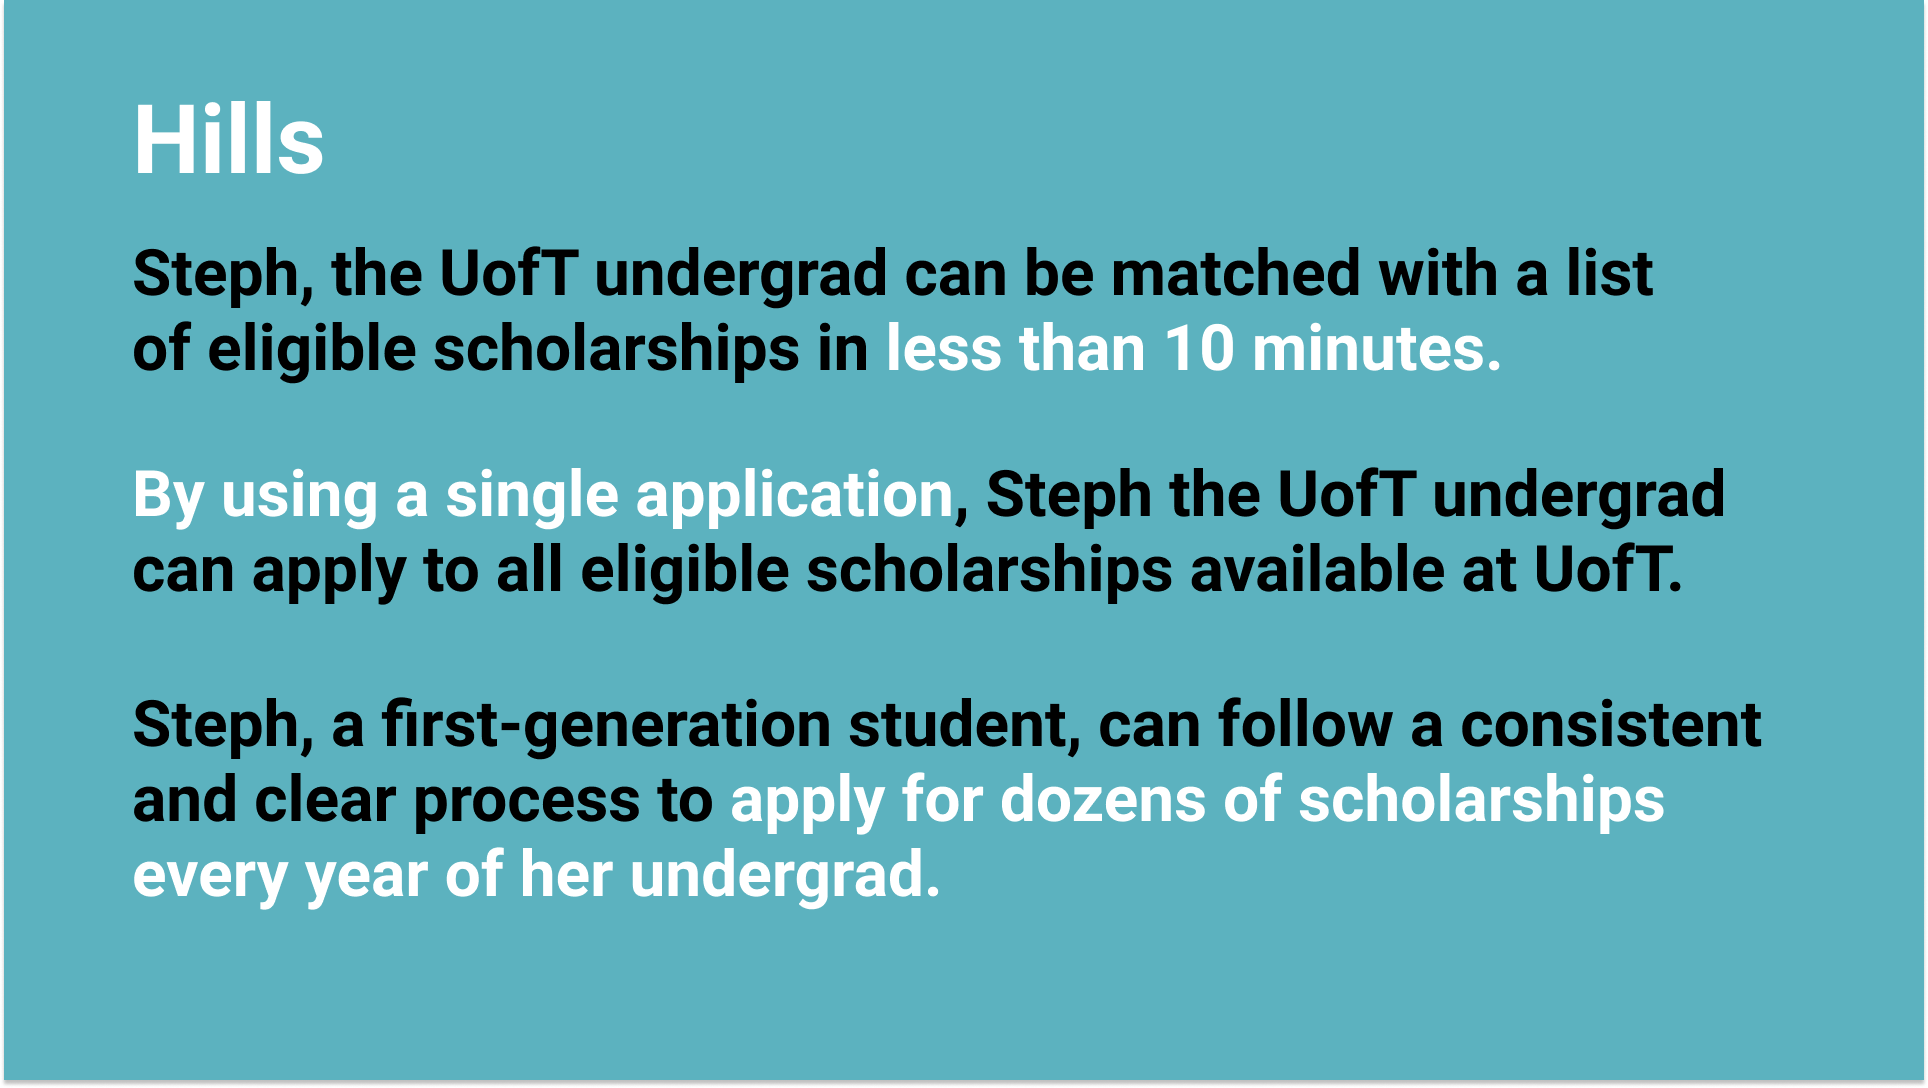 Hills
Steph, the UofT undergrad can be matched with a list
of eligible scholarships in less than 10 minutes.
By using a single application, Steph the UofT undergrad
can apply to all eligible scholarships available at UofT.
Steph, a first-generation student, can follow a consistent
and clear process to apply for dozens of scholarships
every year of her undergrad.